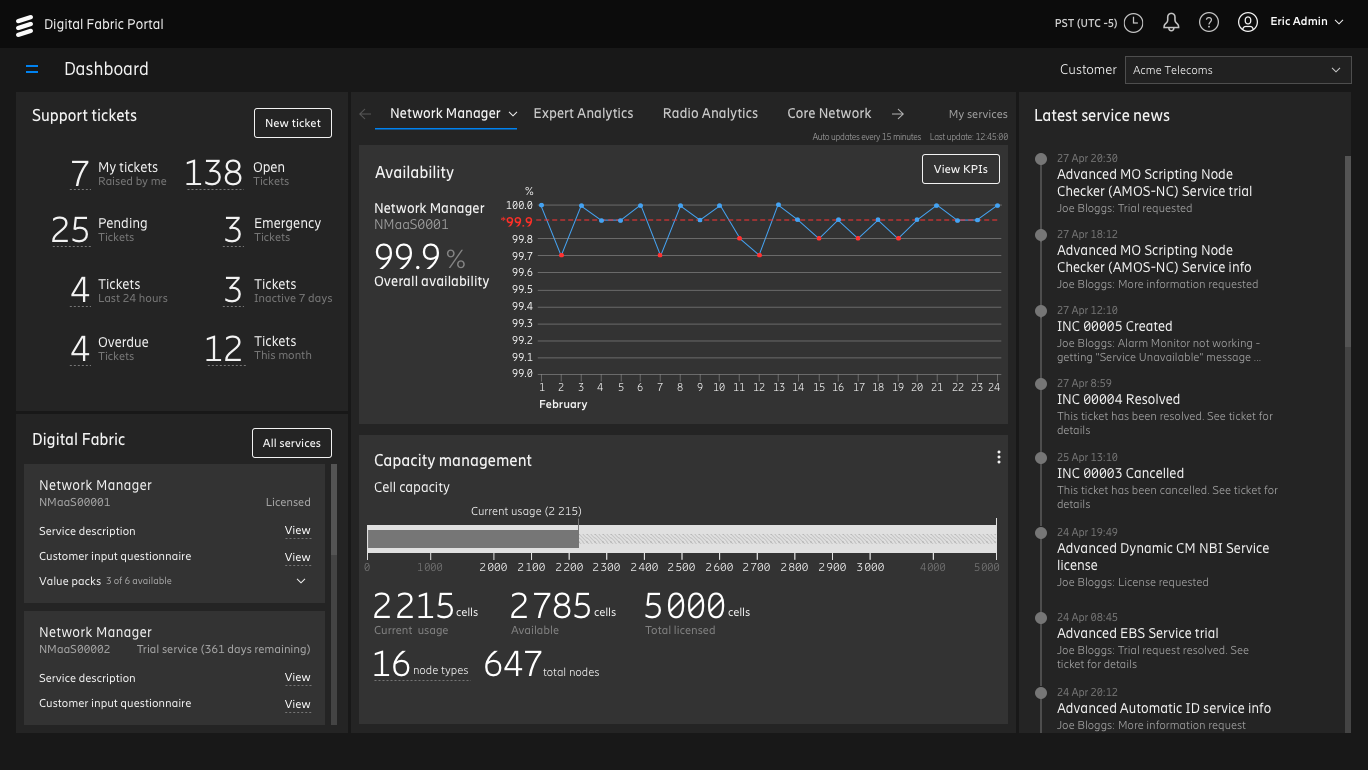 Digital Fabric Portal
PST (UTC -5)
Eric Admin
Dashboard
Customer
Acme Telecoms
Support tickets
New ticket
7 My tickets
Raised by me
138 Open
Tickets
25 Pending
Tickets
3 Emergency
Tickets
4 Tickets
Last 24 hours
3 Tickets
Inactive 7 days
4 Overdue
Tickets
12 Tickets
This month
Digital Fabric
All services
Network Manager
NMaaS00001 Licensed
Service description View
Customer input questionnaire View
Value packs 3 of 6 available
Network Manager
NMaaS00002 Trial service (361 days remaining)
Service description View
Customer input questionnaire View
Network Manager Expert Analytics Radio Analytics Core Network My services
Auto updates every 15 minutes Last update: 12:45:00
Availability
View KPIs
Network Manager
NMaaS0001
99.9 %
Overall availability
%
100.0
*99.9
99.8
99.7
99.6
99.5
99.4
99.3
99.2
99.1
99.0
1 2 3 4 5 6 7 8 9 10 11 12 13 14 15 16 17 18 19 20 21 22 23 24
February
Capacity management
Cell capacity
Current usage (2 215)
0 1000 2000 2100 2200 2300 2400 2500 2600 2700 2800 2900 3000 4000 5000
2215 cells
Current usage
2785 cells
Available
5000 cells
Total licensed
16 node types
647 total nodes
Latest service news
27 Apr 20:30
Advanced MO Scripting Node
Checker (AMOS-NC) Service trial
Joe Bloggs: Trial requested
27 Apr 18:12
Advanced MO Scripting Node
Checker (AMOS-NC) Service info
Joe Bloggs: More information requested
27 Apr 12:10
INC 00005 Created
Joe Bloggs: Alarm Monitor not working -
getting "Service Unavailable" message ...
27 Apr 8:59
INC 00004 Resolved
This ticket has been resolved. See ticket for
details
25 Apr 13:10
INC 00003 Cancelled
This ticket has been cancelled. See ticket for
details
24 Apr 19:49
Advanced Dynamic CM NBI Service
license
Joe Bloggs: License requested
24 Apr 08:45
Advanced EBS Service trial
Joe Bloggs: Trial request resolved. See
ticket for details
24 Apr 20:12
Advanced Automatic ID service info
Joe Bloggs: More information request